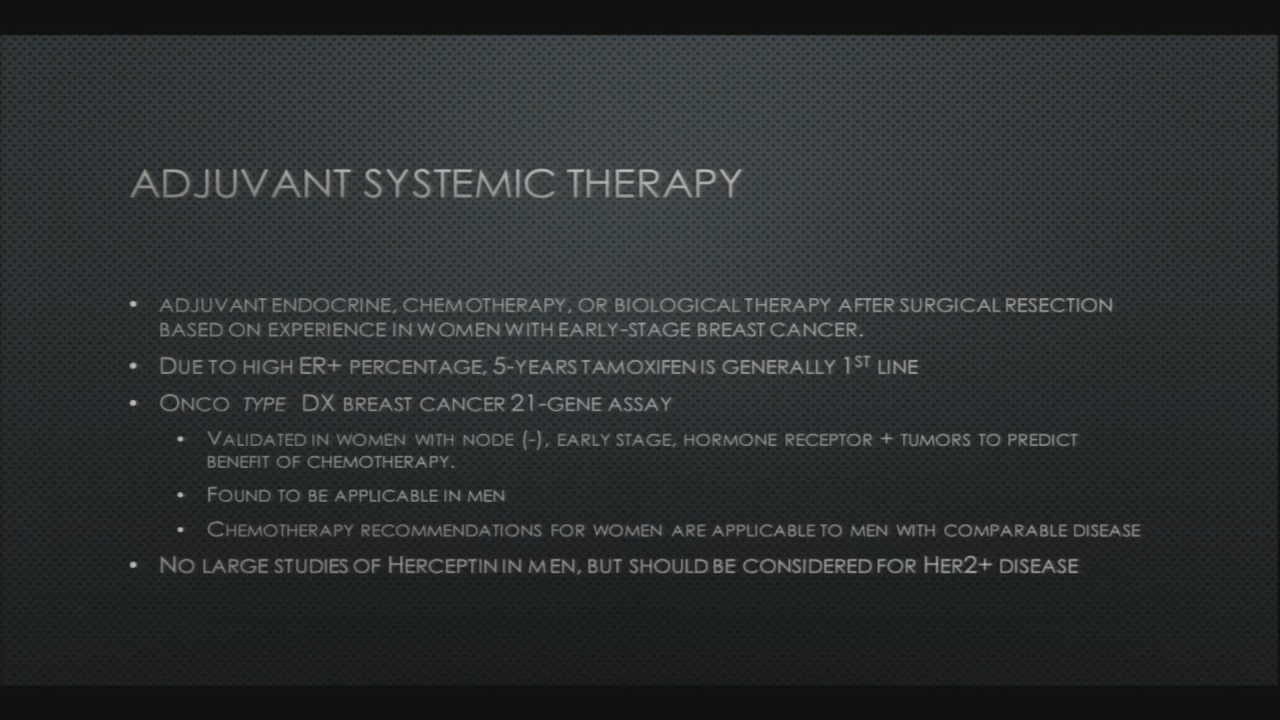 ADJUVANT SYSTEMIC THERAPY
• ADJUVANT ENDOCRINE, CHEMOTHERAPY, OR BIOLOGICAL THERAPY AFTER SURGICAL RESECTION
BASED ON EXPERIENCE IN WOMEN WITH EARLY-STAGE BREAST CANCER.
• DUE TO HIGH ER+ PERCENTAGE, 5-YEARS TAMOXIFEN IS GENERALLY 1ST LINE
• ONCO TYPE DX BREAST CANCER 21-GENE ASSAY
• VALIDATED IN WOMEN WITH NODE (-), EARLY STAGE, HORMONE RECEPTOR + TUMORS TO PREDICT
BENEFIT OF CHEMOTHERAPY.
• FOUND TO BE APPLICABLE IN MEN
• CHEMOTHERAPY RECOMMENDATIONS FOR WOMEN ARE APPLICABLE TO MEN WITH COMPARABLE DISEASE
• NO LARGE STUDIES OF HERCEPTIN IN MEN, BUT SHOULD BE CONSIDERED FOR HER2+ DISEASE